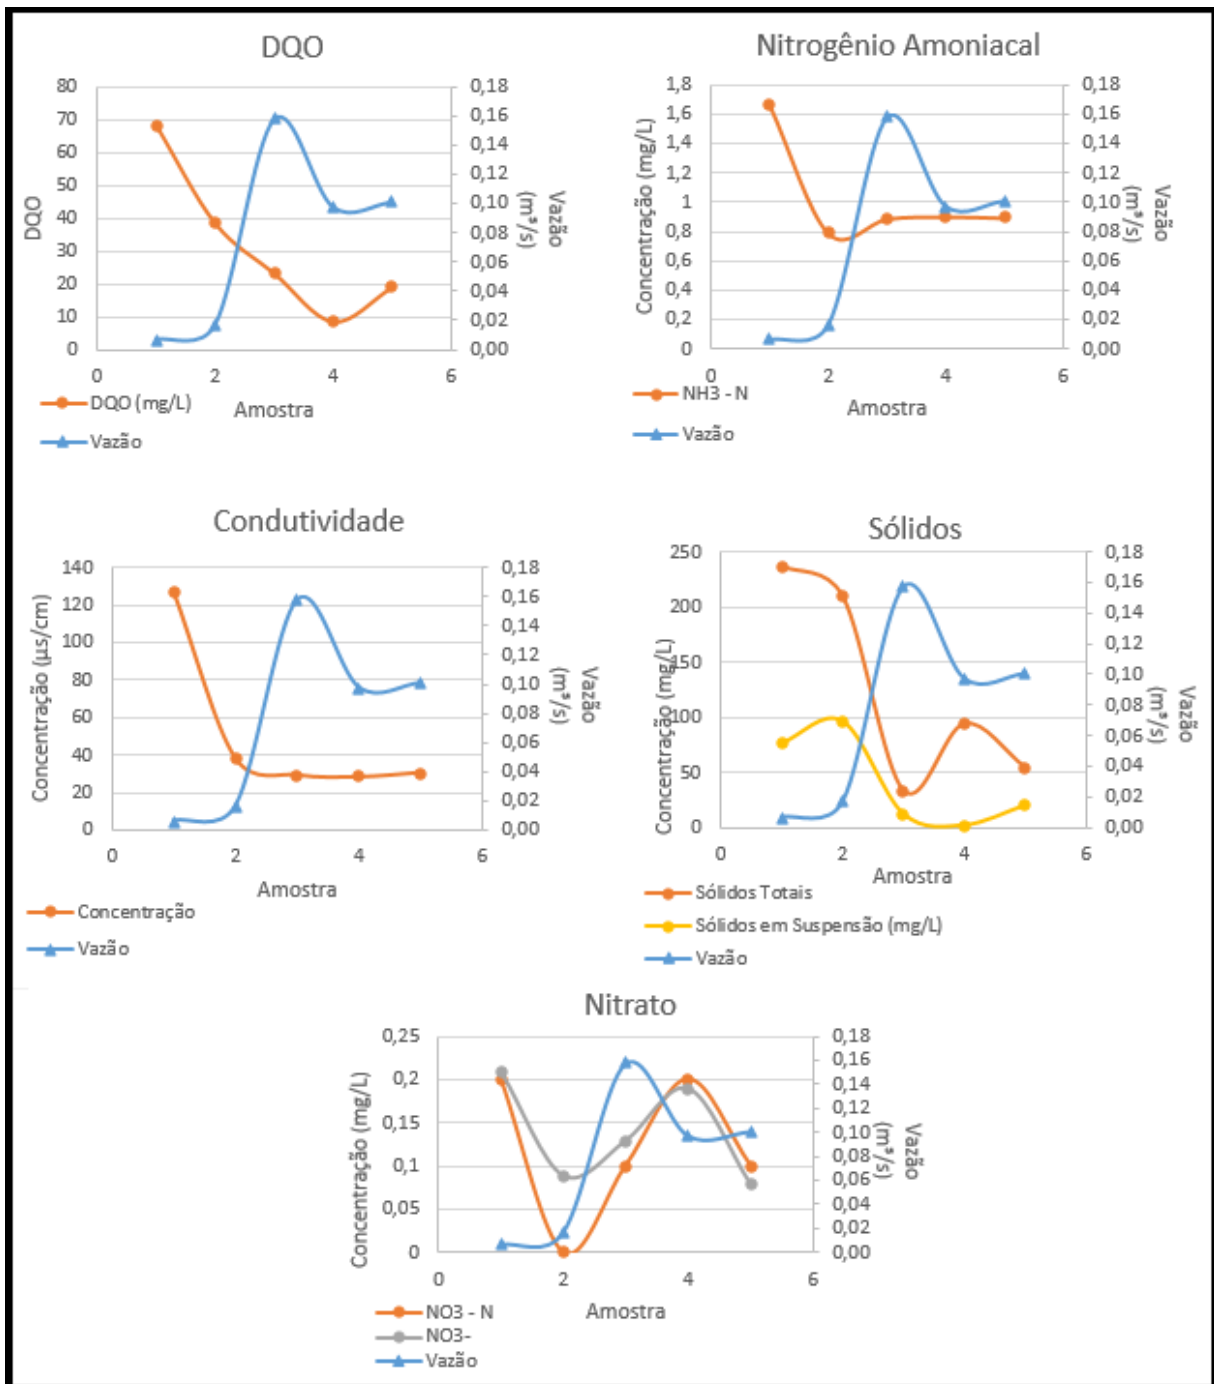 DQO
80
70
60
50
40
30
20
10
0
DQO
0,18
0,16
0,14
0,12
0,10
0,08
0,06
0,04
0,02
0,00
Vazão
(m³/s)
0 2 4 6
Amostra
DQO (mg/L)
Vazão
Nitrogênio Amoniacal
1,8
1,6
1,4
1,2
1
0,8
0,6
0,4
0,2
0
Concentração (mg/L)
0,18
0,16
0,14
0,12
0,10
0,08
0,06
0,04
0,02
0,00
Vazão
(m³/s)
0 2 4 6
Amostra
NH3 - N
Vazão
Condutividade
140
120
100
80
60
40
20
0
Concentração (µs/cm)
0,18
0,16
0,14
0,12
0,10
0,08
0,06
0,04
0,02
0,00
Vazão
(m³/s)
0 2 4 6
Amostra
Concentração
Vazão
Sólidos
250
200
150
100
50
0
Concentração (mg/L)
0,18
0,16
0,14
0,12
0,10
0,08
0,06
0,04
0,02
0,00
Vazão
(m³/s)
0 2 4 6
Amostra
Sólidos Totais
Sólidos em Suspensão (mg/L)
Vazão
Nitrato
0,25
0,2
0,15
0,1
0,05
0
Concentração (mg/L)
0,18
0,16
0,14
0,12
0,10
0,08
0,06
0,04
0,02
0,00
Vazão
(m³/s)
0 2 4 6
Amostra
NO3 - N
NO3-
Vazão